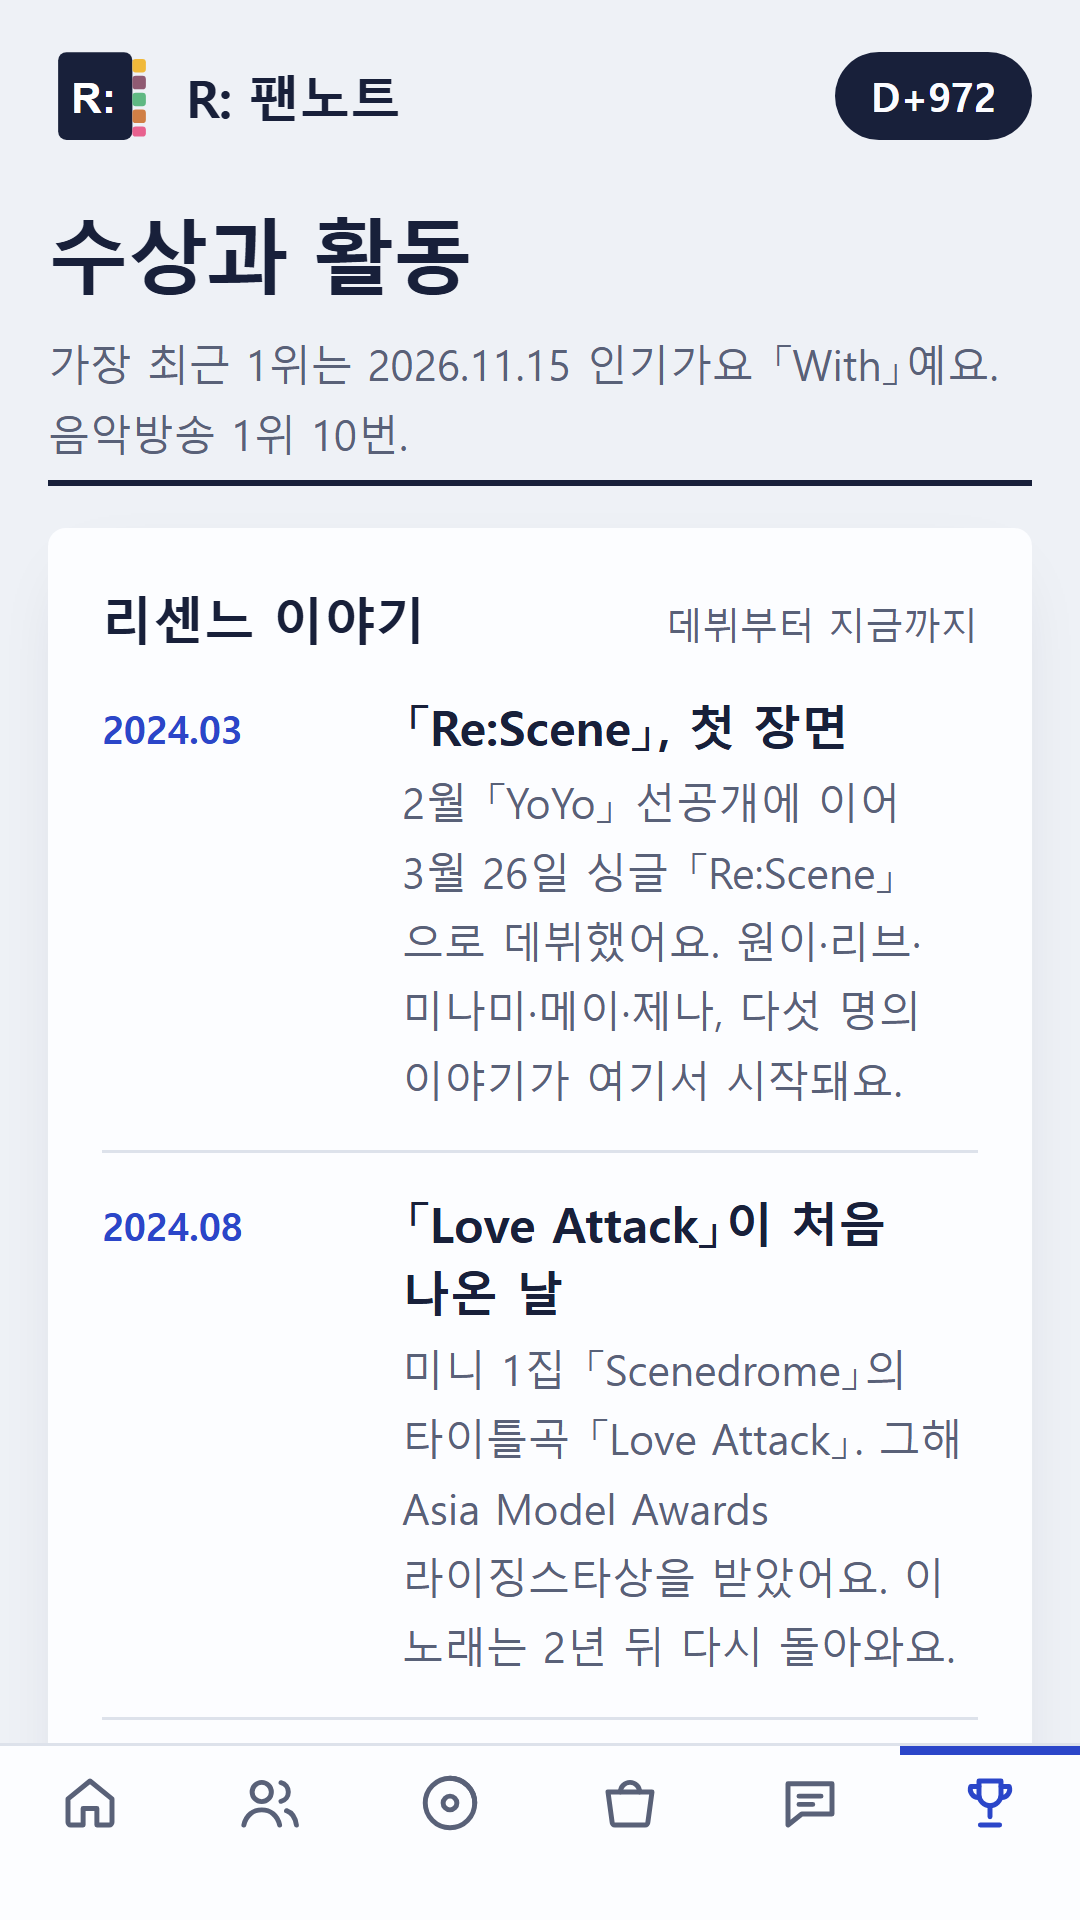 R:
R: 팬노트
D+972
수상과 활동
가장 최근 1위는 2026.11.15 인기가요 「With」예요.
음악방송 1위 10번.
리센느 이야기
데뷔부터 지금까지
2024.03
「Re:Scene」, 첫 장면
2월 「YoYo」 선공개에 이어
3월 26일 싱글 「Re:Scene」
으로 데뷔했어요. 원이·리브·
미나미·메이·제나, 다섯 명의
이야기가 여기서 시작돼요.
2024.08
「Love Attack」이 처음
나온 날
미니 1집 「Scenedrome」의
타이틀곡 「Love Attack」. 그해
Asia Model Awards
라이징스타상을 받았어요. 이
노래는 2년 뒤 다시 돌아와요.